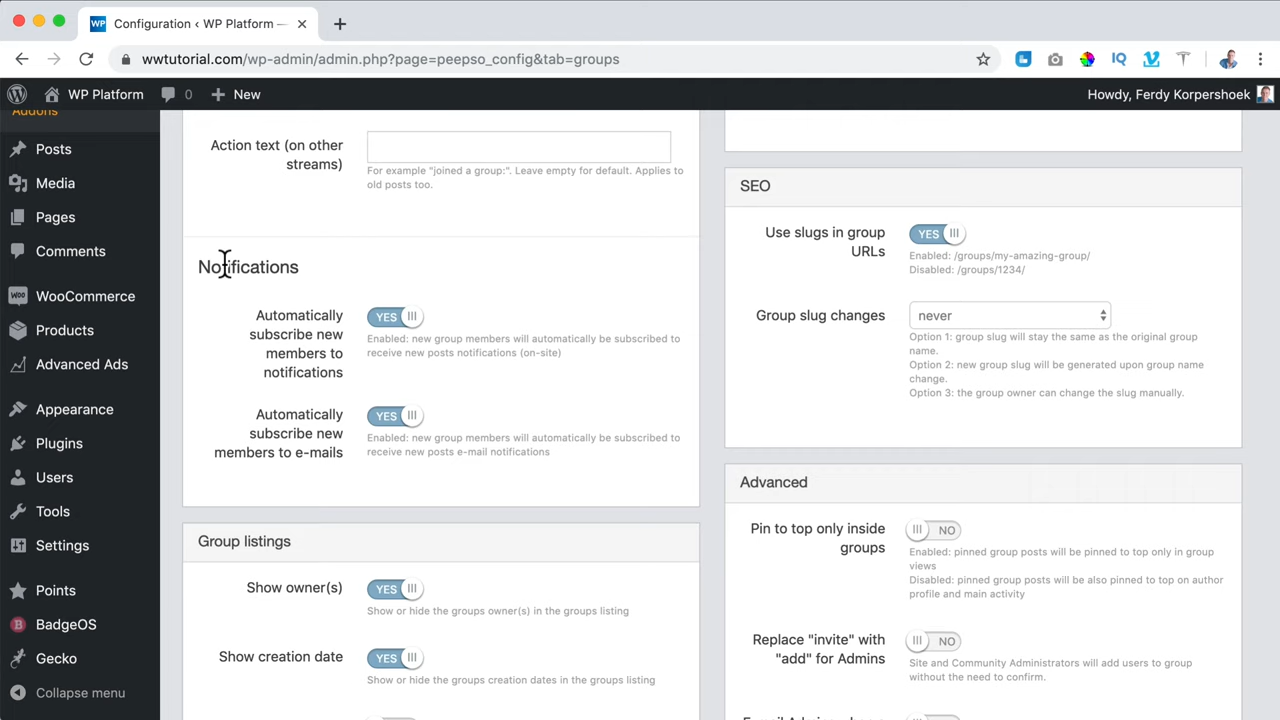 WP
Configuration ‹ WP Platform —
wwtutorial.com/wp-admin/admin.php?page=peepso_config&tab=groups
IQ
WP Platform
0
New
Howdy, Ferdy Korpershoek
Addons
Posts
Media
Pages
Comments
Woo
WooCommerce
Products
Advanced Ads
Appearance
Plugins
Users
Tools
Settings
Points
B
BadgeOS
Gecko
Collapse menu
Action text (on other
streams)
For example "joined a group:". Leave empty for default. Applies to
old posts too.
Notifications
Automatically
subscribe new
members to
notifications
YES
Enabled: new group members will automatically be subscribed to
receive new posts notifications (on-site)
Automatically
subscribe new
members to e-mails
YES
Enabled: new group members will automatically be subscribed to
receive new posts e-mail notifications
Group listings
Show owner(s)
YES
Show or hide the groups owner(s) in the groups listing
Show creation date
YES
Show or hide the groups creation dates in the groups listing
SEO
Use slugs in group
URLs
YES
Enabled: /groups/my-amazing-group/
Disabled: /groups/1234/
Group slug changes
never
Option 1: group slug will stay the same as the original group
name.
Option 2: new group slug will be generated upon group name
change.
Option 3: the group owner can change the slug manually.
Advanced
Pin to top only inside
groups
NO
Enabled: pinned group posts will be pinned to top only in group
views
Disabled: pinned group posts will be also pinned to top on author
profile and main activity
Replace "invite" with
"add" for Admins
NO
Site and Community Administrators will add users to group
without the need to confirm.